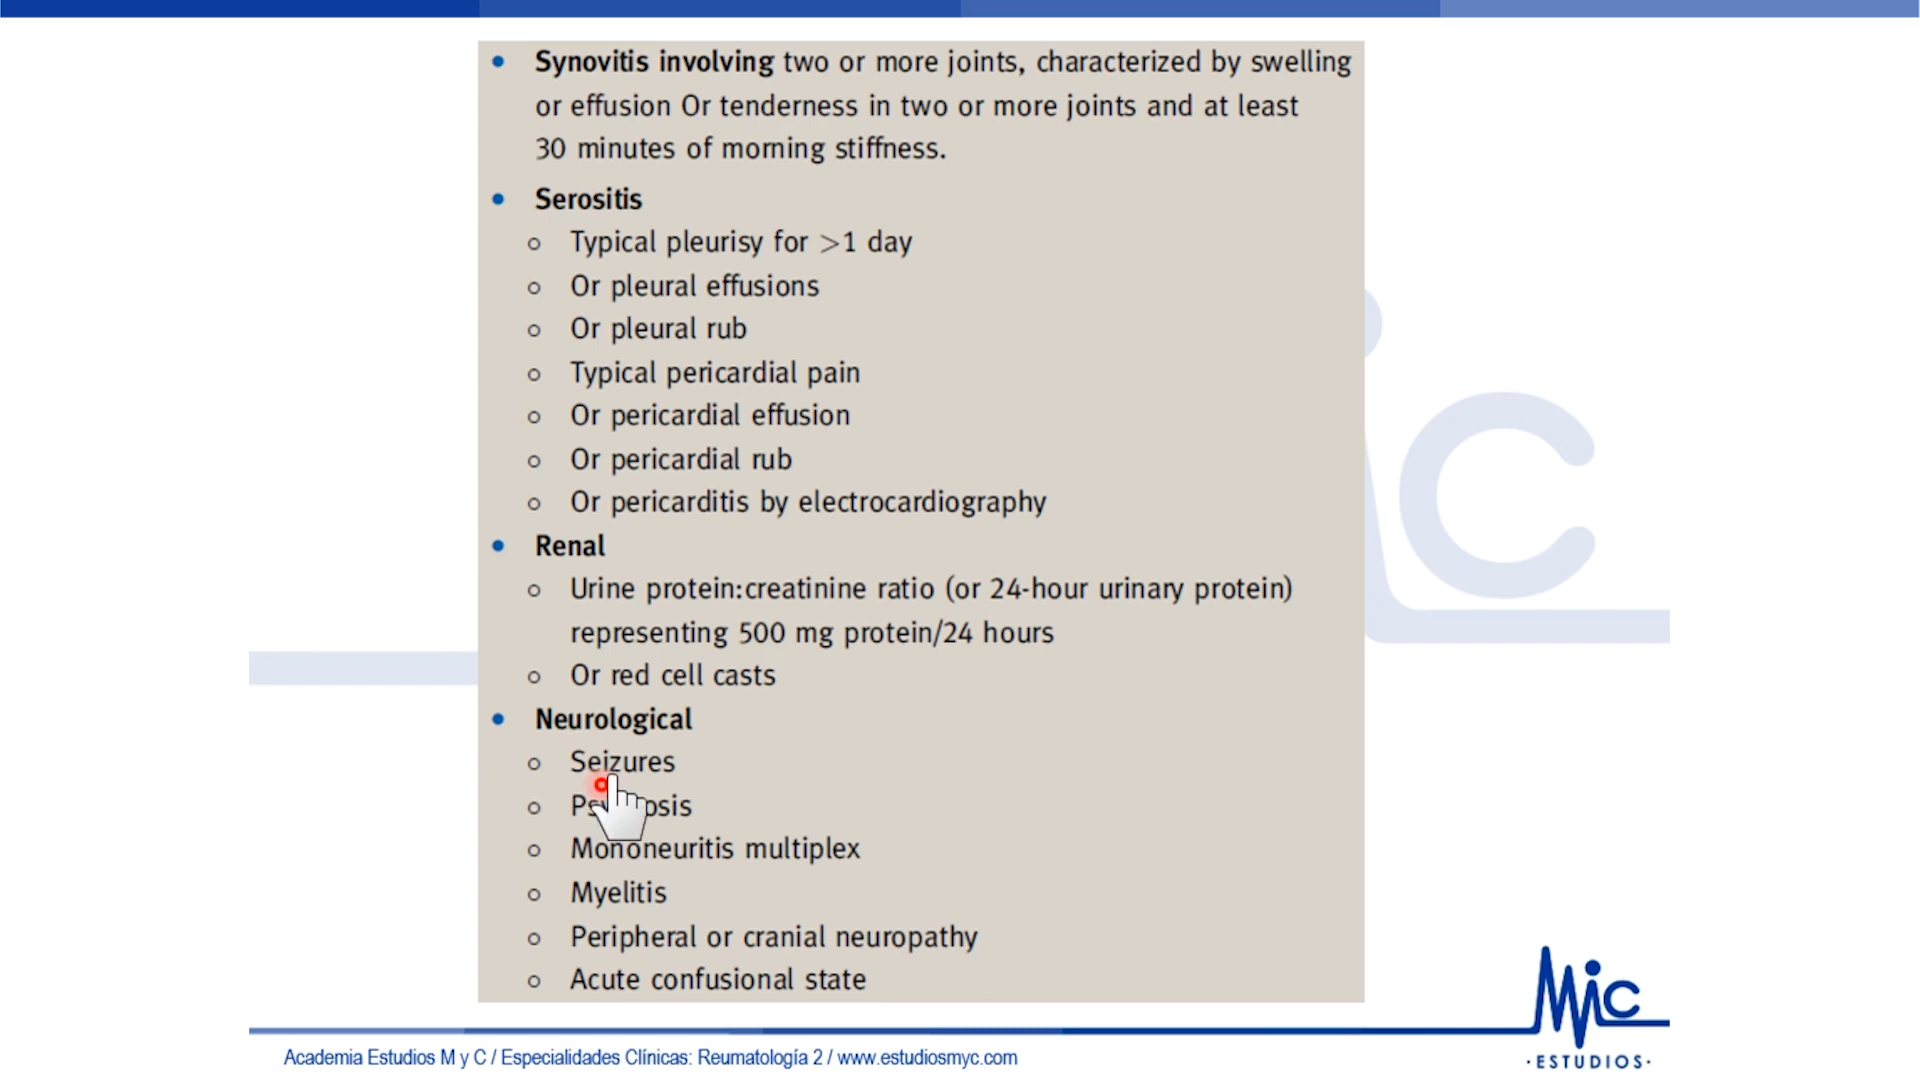 • Synovitis involving two or more joints, characterized by swelling
or effusion Or tenderness in two or more joints and at least
30 minutes of morning stiffness.
• Serositis
○ Typical pleurisy for >1 day
○ Or pleural effusions
○ Or pleural rub
○ Typical pericardial pain
○ Or pericardial effusion
○ Or pericardial rub
○ Or pericarditis by electrocardiography
• Renal
○ Urine protein:creatinine ratio (or 24-hour urinary protein)
representing 500 mg protein/24 hours
○ Or red cell casts
• Neurological
○ Seizures
○ Psychosis
○ Mononeuritis multiplex
○ Myelitis
○ Peripheral or cranial neuropathy
○ Acute confusional state
Academia Estudios M y C / Especialidades Clínicas: Reumatología 2 / www.estudiosmyc.com
MyC
·ESTUDIOS·